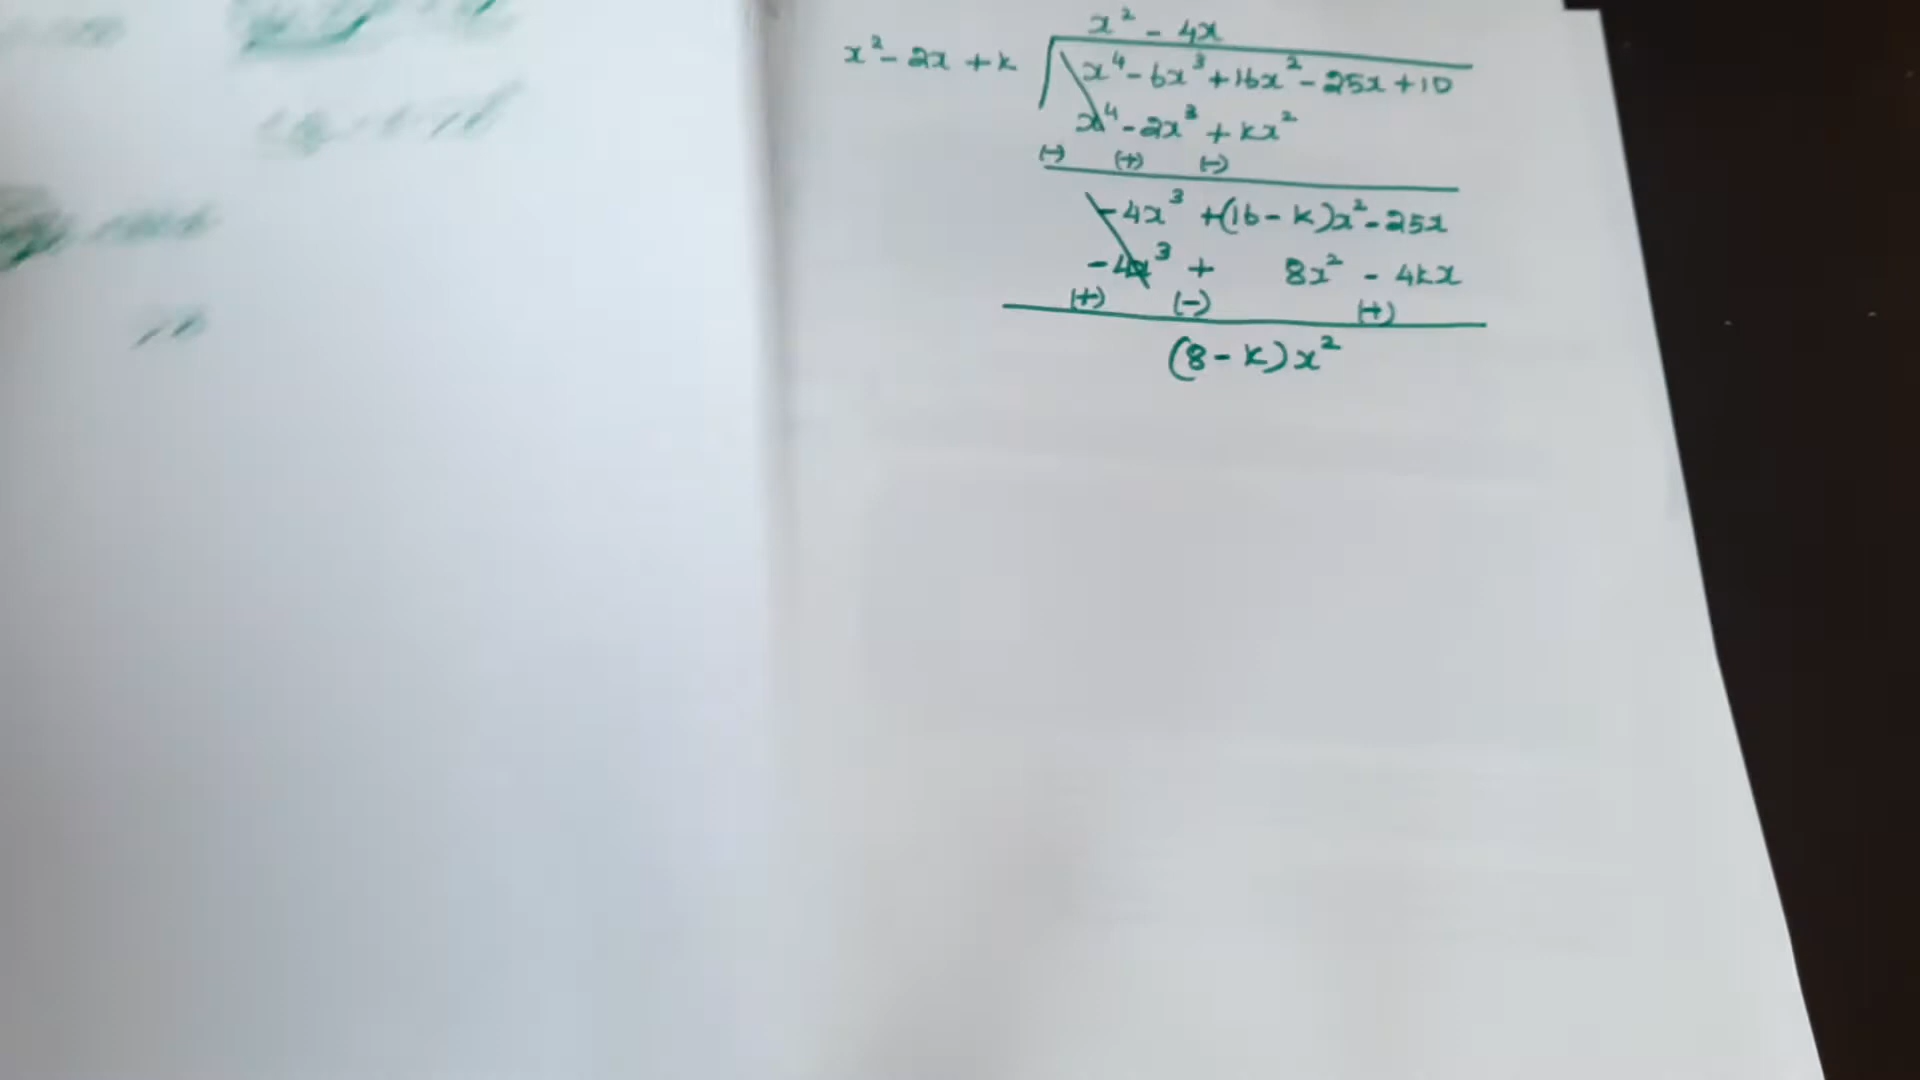 x² - 4x
x² - 2x + k x⁴ - 6x³ + 16x² - 25x + 10
x⁴ - 2x³ + kx²
(-) (+) (-)
-4x³ + (16 - k)x² - 25x
-4x³ + 8x² - 4kx
(+) (-) (+)
(8 - k)x²